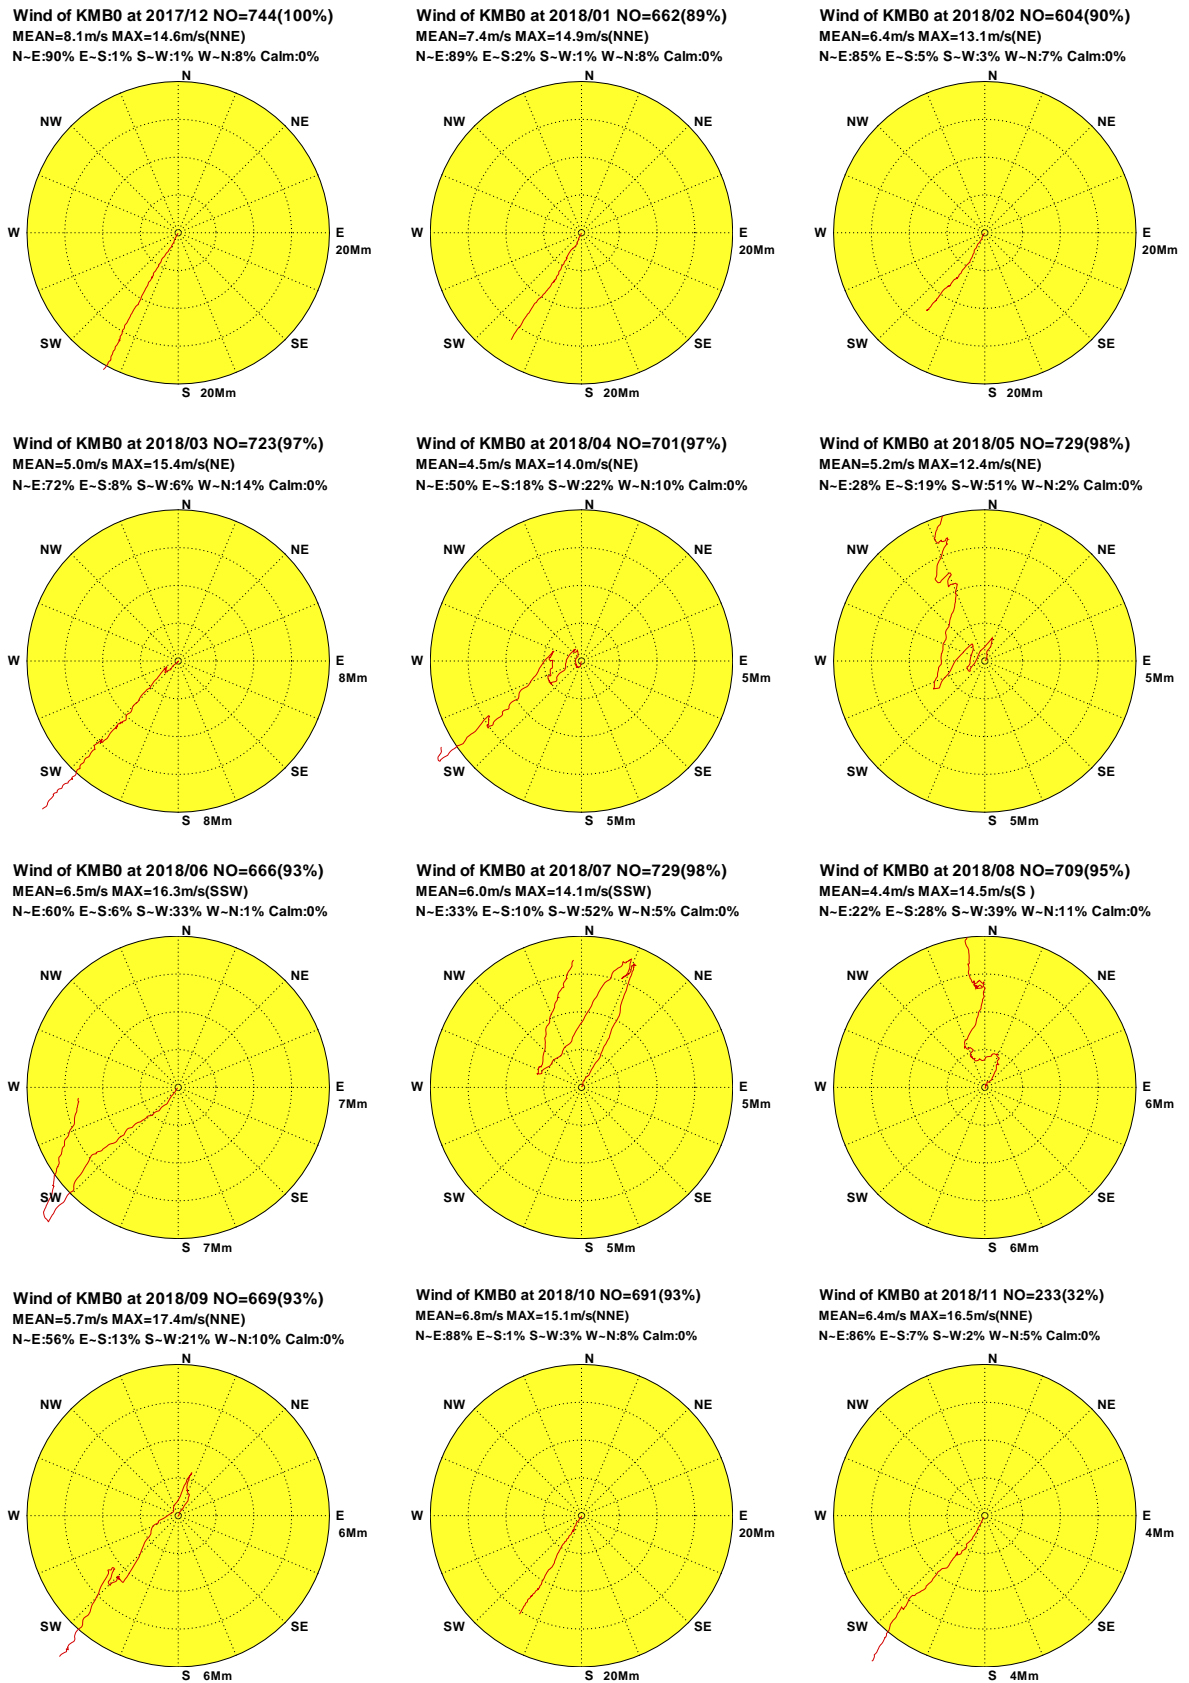 Wind of KMB0 at 2017/12 NO=744(100%)
MEAN=8.1m/s MAX=14.6m/s(NNE)
N~E:90% E~S:1% S~W:1% W~N:8% Calm:0%
N
NW
NE
W
E
20Mm
SW
SE
S 20Mm
Wind of KMB0 at 2018/01 NO=662(89%)
MEAN=7.4m/s MAX=14.9m/s(NNE)
N~E:89% E~S:2% S~W:1% W~N:8% Calm:0%
N
NW
NE
W
E
20Mm
SW
SE
S 20Mm
Wind of KMB0 at 2018/02 NO=604(90%)
MEAN=6.4m/s MAX=13.1m/s(NE)
N~E:85% E~S:5% S~W:3% W~N:7% Calm:0%
N
NW
NE
W
E
20Mm
SW
SE
S 20Mm
Wind of KMB0 at 2018/03 NO=723(97%)
MEAN=5.0m/s MAX=15.4m/s(NE)
N~E:72% E~S:8% S~W:6% W~N:14% Calm:0%
N
NW
NE
W
E
8Mm
SW
SE
S 8Mm
Wind of KMB0 at 2018/04 NO=701(97%)
MEAN=4.5m/s MAX=14.0m/s(NE)
N~E:50% E~S:18% S~W:22% W~N:10% Calm:0%
N
NW
NE
W
E
5Mm
SW
SE
S 5Mm
Wind of KMB0 at 2018/05 NO=729(98%)
MEAN=5.2m/s MAX=12.4m/s(NE)
N~E:28% E~S:19% S~W:51% W~N:2% Calm:0%
N
NW
NE
W
E
5Mm
SW
SE
S 5Mm
Wind of KMB0 at 2018/06 NO=666(93%)
MEAN=6.5m/s MAX=16.3m/s(SSW)
N~E:60% E~S:6% S~W:33% W~N:1% Calm:0%
N
NW
NE
W
E
7Mm
SW
SE
S 7Mm
Wind of KMB0 at 2018/07 NO=729(98%)
MEAN=6.0m/s MAX=14.1m/s(SSW)
N~E:33% E~S:10% S~W:52% W~N:5% Calm:0%
N
NW
NE
W
E
5Mm
SW
SE
S 5Mm
Wind of KMB0 at 2018/08 NO=709(95%)
MEAN=4.4m/s MAX=14.5m/s(S )
N~E:22% E~S:28% S~W:39% W~N:11% Calm:0%
N
NW
NE
W
E
6Mm
SW
SE
S 6Mm
Wind of KMB0 at 2018/09 NO=669(93%)
MEAN=5.7m/s MAX=17.4m/s(NNE)
N~E:56% E~S:13% S~W:21% W~N:10% Calm:0%
N
NW
NE
W
E
6Mm
SW
SE
S 6Mm
Wind of KMB0 at 2018/10 NO=691(93%)
MEAN=6.8m/s MAX=15.1m/s(NNE)
N~E:88% E~S:1% S~W:3% W~N:8% Calm:0%
N
NW
NE
W
E
20Mm
SW
SE
S 20Mm
Wind of KMB0 at 2018/11 NO=233(32%)
MEAN=6.4m/s MAX=16.5m/s(NNE)
N~E:86% E~S:7% S~W:2% W~N:5% Calm:0%
N
NW
NE
W
E
4Mm
SW
SE
S 4Mm